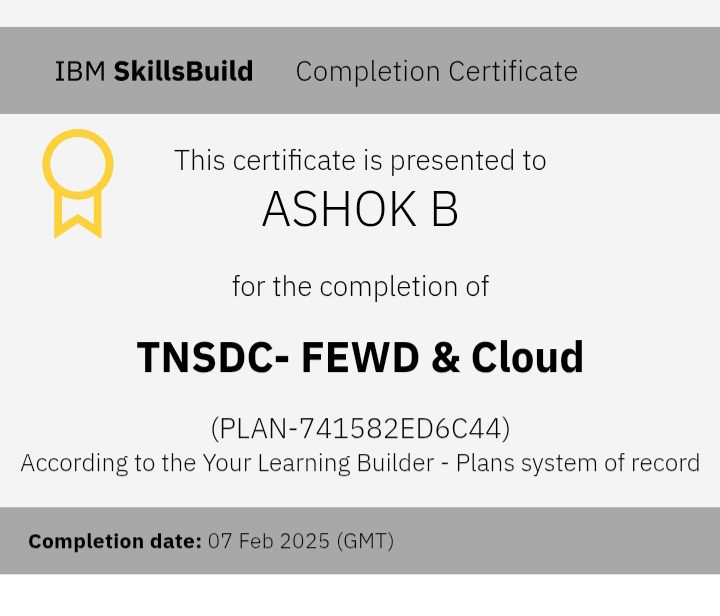 IBM SkillsBuild Completion Certificate
This certificate is presented to
ASHOK B
for the completion of
TNSDC- FEWD & Cloud
(PLAN-741582ED6C44)
According to the Your Learning Builder - Plans system of record
Completion date: 07 Feb 2025 (GMT)